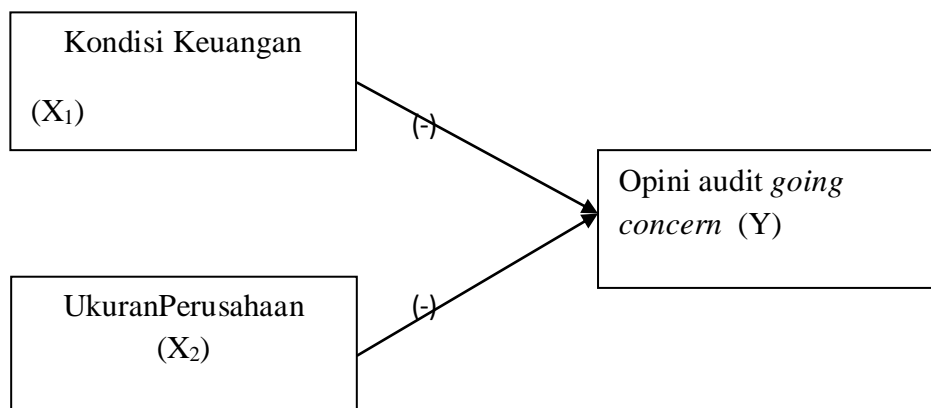 Kondisi Keuangan
(X₁)
(-)
Opini audit going
concern (Y)
UkuranPerusahaan
(X₂)
(-)